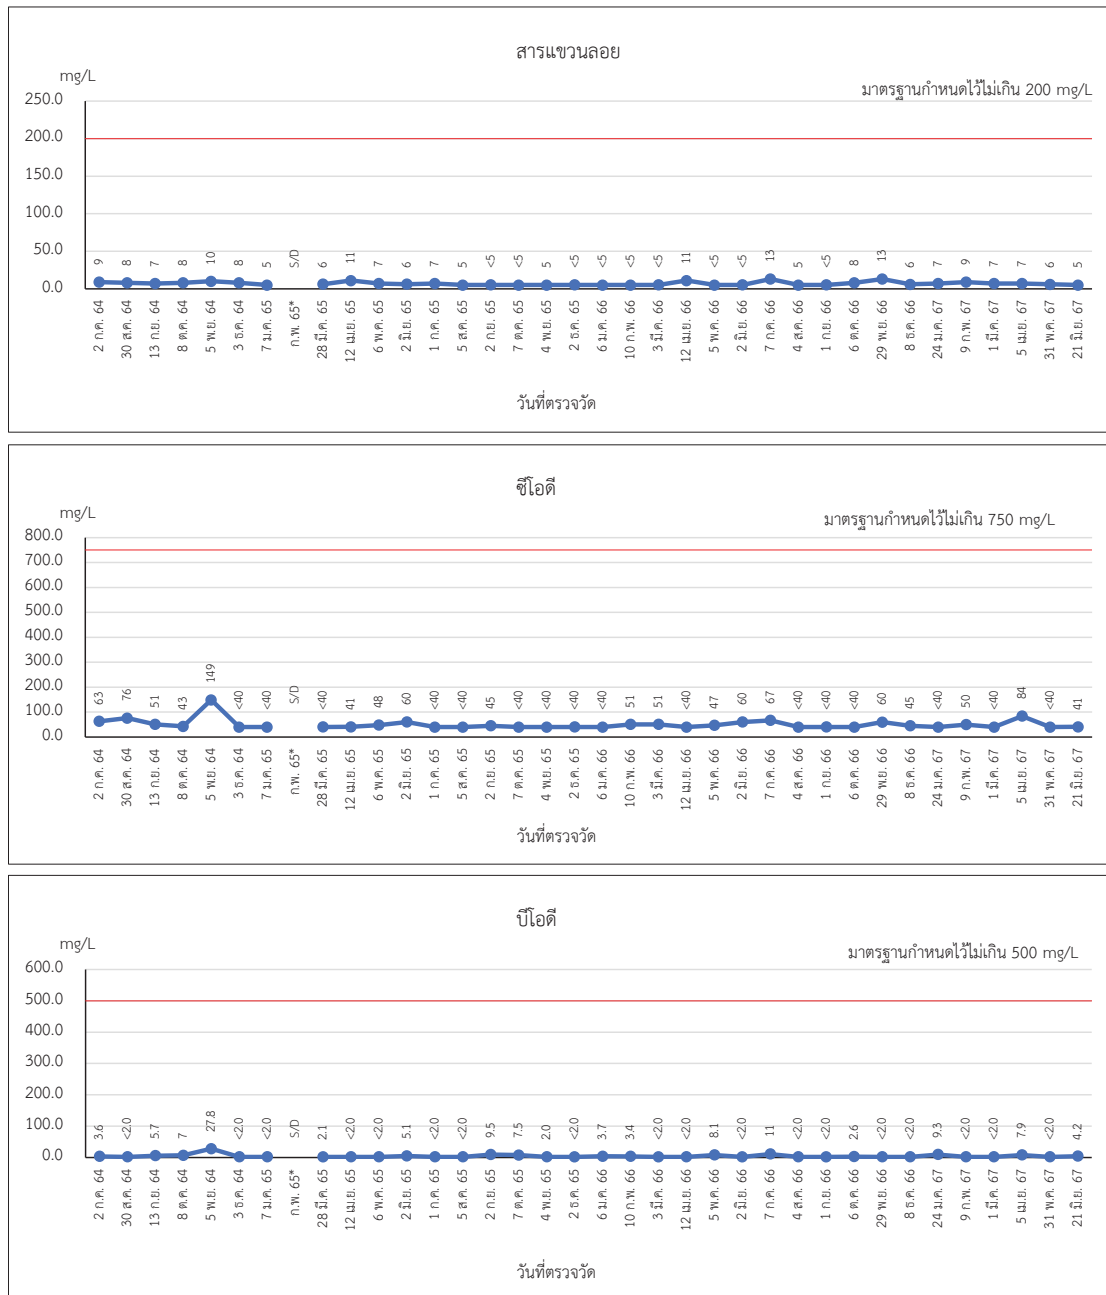 สารแขวนลอย
mg/L
มาตรฐานกำหนดไว้ไม่เกิน 200 mg/L
250.0
200.0
150.0
100.0
50.0
0.0
9 8 7 8 10 8 5 S/D 6 11 7 6 7 5 <5 <5 5 <5 <5 <5 <5 11 <5 <5 13 5 <5 8 13 6 7 9 7 7 6 5
2 ก.ค. 64 30 ส.ค. 64 13 ก.ย. 64 8 ต.ค. 64 5 พ.ย. 64 3 ธ.ค. 64 7 ม.ค. 65 ก.พ. 65* 28 มี.ค. 65 12 เม.ย. 65 6 พ.ค. 65 2 มิ.ย. 65 1 ก.ค. 65 5 ส.ค. 65 2 ก.ย. 65 7 ต.ค. 65 4 พ.ย. 65 2 ธ.ค. 65 6 ม.ค. 66 10 ก.พ. 66 3 มี.ค. 66 12 เม.ย. 66 5 พ.ค. 66 2 มิ.ย. 66 7 ก.ค. 66 4 ส.ค. 66 1 ก.ย. 66 6 ต.ค. 66 29 พ.ย. 66 8 ธ.ค. 66 24 ม.ค. 67 9 ก.พ. 67 1 มี.ค. 67 5 เม.ย. 67 31 พ.ค. 67 21 มิ.ย. 67
วันที่ตรวจวัด
ซีโอดี
mg/L
มาตรฐานกำหนดไว้ไม่เกิน 750 mg/L
800.0
700.0
600.0
500.0
400.0
300.0
200.0
100.0
0.0
63 76 51 43 149 <40 <40 S/D <40 41 48 60 <40 <40 45 <40 <40 <40 <40 51 51 <40 47 60 67 <40 <40 <40 60 45 <40 50 <40 84 <40 41
2 ก.ค. 64 30 ส.ค. 64 13 ก.ย. 64 8 ต.ค. 64 5 พ.ย. 64 3 ธ.ค. 64 7 ม.ค. 65 ก.พ. 65* 28 มี.ค. 65 12 เม.ย. 65 6 พ.ค. 65 2 มิ.ย. 65 1 ก.ค. 65 5 ส.ค. 65 2 ก.ย. 65 7 ต.ค. 65 4 พ.ย. 65 2 ธ.ค. 65 6 ม.ค. 66 10 ก.พ. 66 3 มี.ค. 66 12 เม.ย. 66 5 พ.ค. 66 2 มิ.ย. 66 7 ก.ค. 66 4 ส.ค. 66 1 ก.ย. 66 6 ต.ค. 66 29 พ.ย. 66 8 ธ.ค. 66 24 ม.ค. 67 9 ก.พ. 67 1 มี.ค. 67 5 เม.ย. 67 31 พ.ค. 67 21 มิ.ย. 67
วันที่ตรวจวัด
บีโอดี
mg/L
มาตรฐานกำหนดไว้ไม่เกิน 500 mg/L
600.0
500.0
400.0
300.0
200.0
100.0
0.0
3.6 <2.0 5.7 7 27.8 <2.0 <2.0 S/D 2.1 <2.0 <2.0 5.1 <2.0 <2.0 9.5 7.5 2.0 <2.0 3.7 3.4 <2.0 <2.0 8.1 <2.0 11 <2.0 <2.0 2.6 <2.0 <2.0 9.3 <2.0 <2.0 7.9 <2.0 4.2
2 ก.ค. 64 30 ส.ค. 64 13 ก.ย. 64 8 ต.ค. 64 5 พ.ย. 64 3 ธ.ค. 64 7 ม.ค. 65 ก.พ. 65* 28 มี.ค. 65 12 เม.ย. 65 6 พ.ค. 65 2 มิ.ย. 65 1 ก.ค. 65 5 ส.ค. 65 2 ก.ย. 65 7 ต.ค. 65 4 พ.ย. 65 2 ธ.ค. 65 6 ม.ค. 66 10 ก.พ. 66 3 มี.ค. 66 12 เม.ย. 66 5 พ.ค. 66 2 มิ.ย. 66 7 ก.ค. 66 4 ส.ค. 66 1 ก.ย. 66 6 ต.ค. 66 29 พ.ย. 66 8 ธ.ค. 66 24 ม.ค. 67 9 ก.พ. 67 1 มี.ค. 67 5 เม.ย. 67 31 พ.ค. 67 21 มิ.ย. 67
วันที่ตรวจวัด